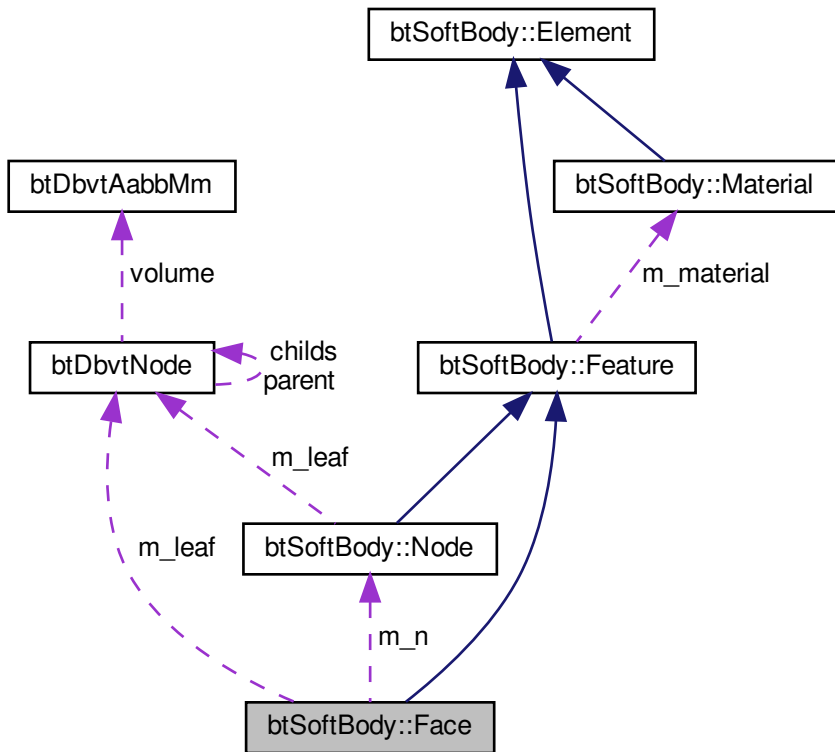 btSoftBody::Element
btDbvtAabbMm
btSoftBody::Material
volume
m_material
btDbvtNode
childs
parent
btSoftBody::Feature
m_leaf
m_leaf
btSoftBody::Node
m_n
btSoftBody::Face